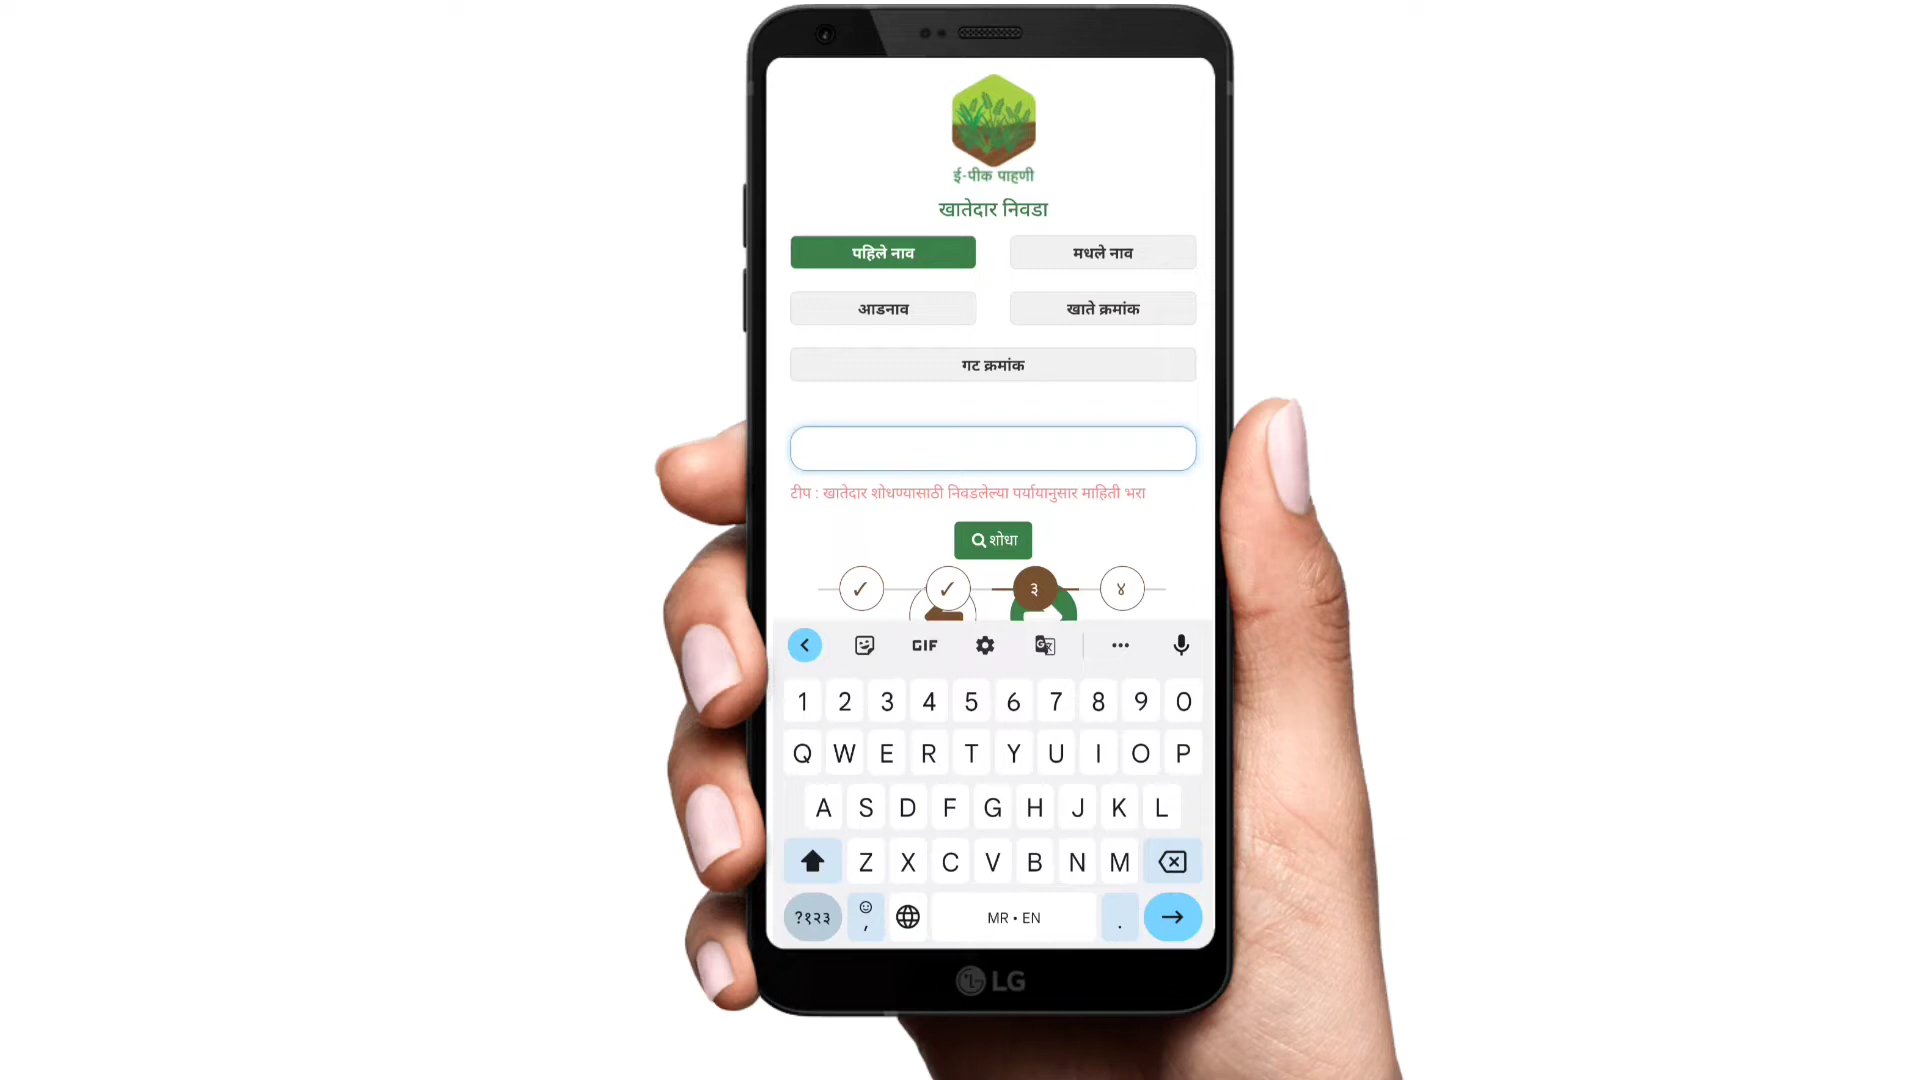 ई-पीक पाहणी
खातेदार निवडा
पहिले नाव
मधले नाव
आडनाव
खाते क्रमांक
गट क्रमांक
टीप : खातेदार शोधण्यासाठी निवडलेल्या पर्यायानुसार माहिती भरा
शोधा
✓ ✓ ३ ४
GIF
1 2 3 4 5 6 7 8 9 0
Q W E R T Y U I O P
A S D F G H J K L
Z X C V B N M
?१२३ , MR • EN .
LG